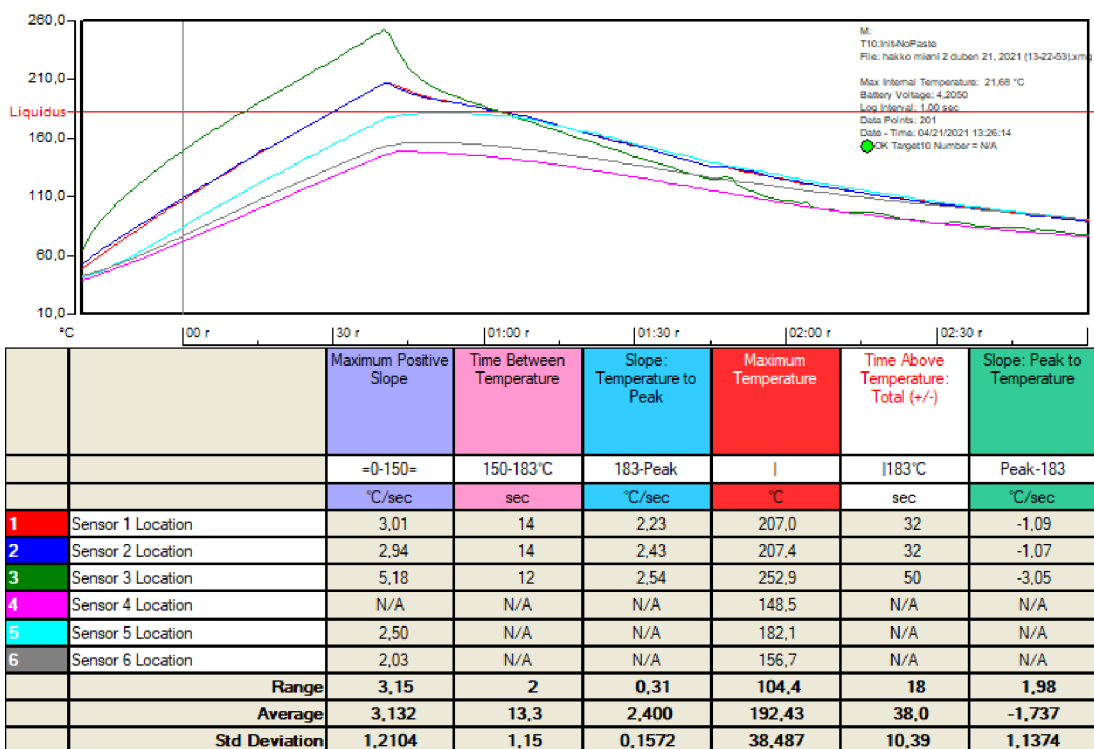 260,0
210,0
Liquidus
160,0
110,0
60,0
10,0
M:
T10:Init-NoPaste
File: hakko mieni 2 duben 21, 2021 (13-22-53).xmg
Max Internal Temperature: 21,68 °C
Battery Voltage: 4,2050
Log Interval: 1,00 sec
Data Points: 201
Date - Time: 04/21/2021 13:26:14
OK Target10 Number = N/A
°C 00 r 30 r 01:00 r 01:30 r 02:00 r 02:30 r
Maximum Positive Slope Time Between Temperature Slope: Temperature to Peak Maximum Temperature Time Above Temperature: Total (+/-) Slope: Peak to Temperature
=0-150= 150-183°C 183-Peak | |183°C Peak-183
°C/sec sec °C/sec °C sec °C/sec
1 Sensor 1 Location 3,01 14 2,23 207,0 32 -1,09
2 Sensor 2 Location 2,94 14 2,43 207,4 32 -1,07
3 Sensor 3 Location 5,18 12 2,54 252,9 50 -3,05
4 Sensor 4 Location N/A N/A N/A 148,5 N/A N/A
5 Sensor 5 Location 2,50 N/A N/A 182,1 N/A N/A
6 Sensor 6 Location 2,03 N/A N/A 156,7 N/A N/A
Range 3,15 2 0,31 104,4 18 1,98
Average 3,132 13,3 2,400 192,43 38,0 -1,737
Std Deviation 1,2104 1,15 0,1572 38,487 10,39 1,1374